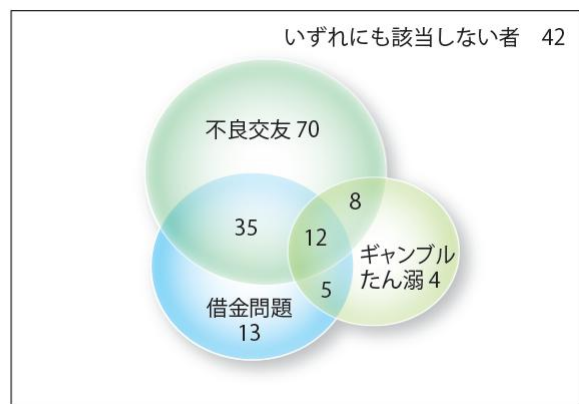 いずれにも該当しない者　42
不良交友 70
8
35
12
ギャンブル
たん溺 4
5
借金問題
13